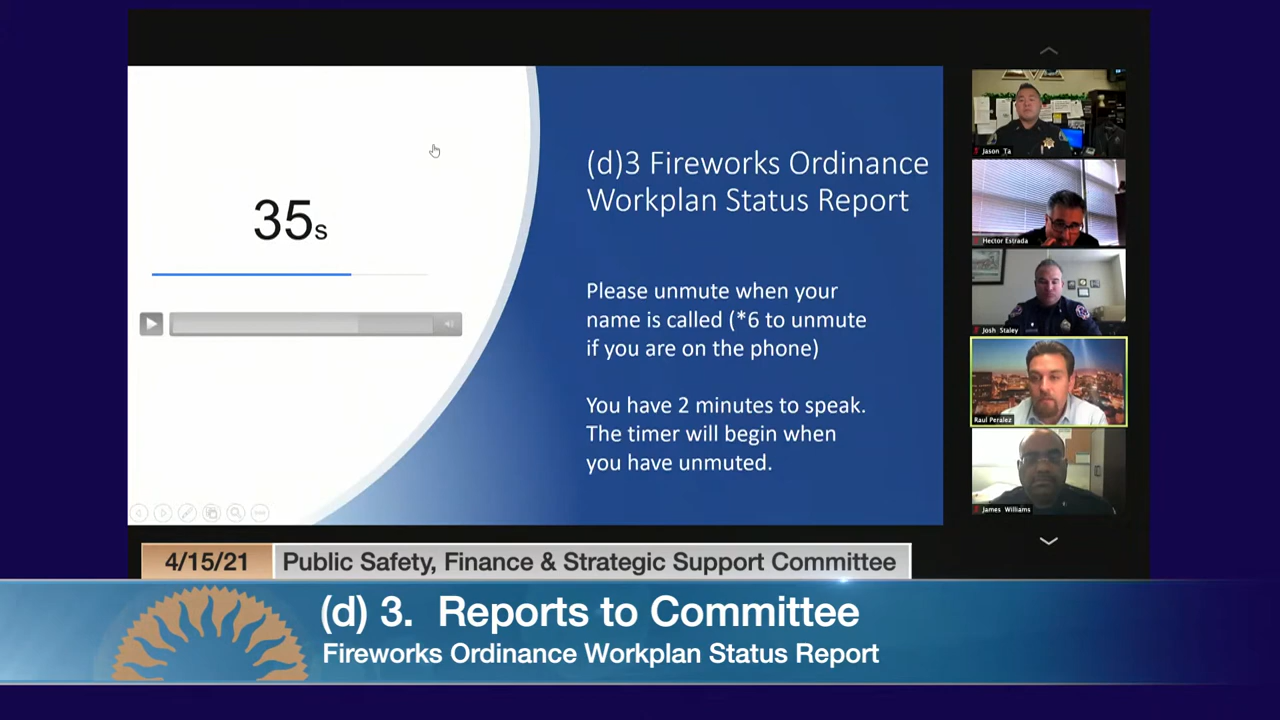 35s
(d)3 Fireworks Ordinance
Workplan Status Report
Please unmute when your
name is called (*6 to unmute
if you are on the phone)
You have 2 minutes to speak.
The timer will begin when
you have unmuted.
Jason Ta
Hector Estrada
Josh Staley
Raul Peralez
James Williams
4/15/21
Public Safety, Finance & Strategic Support Committee
(d) 3. Reports to Committee
Fireworks Ordinance Workplan Status Report